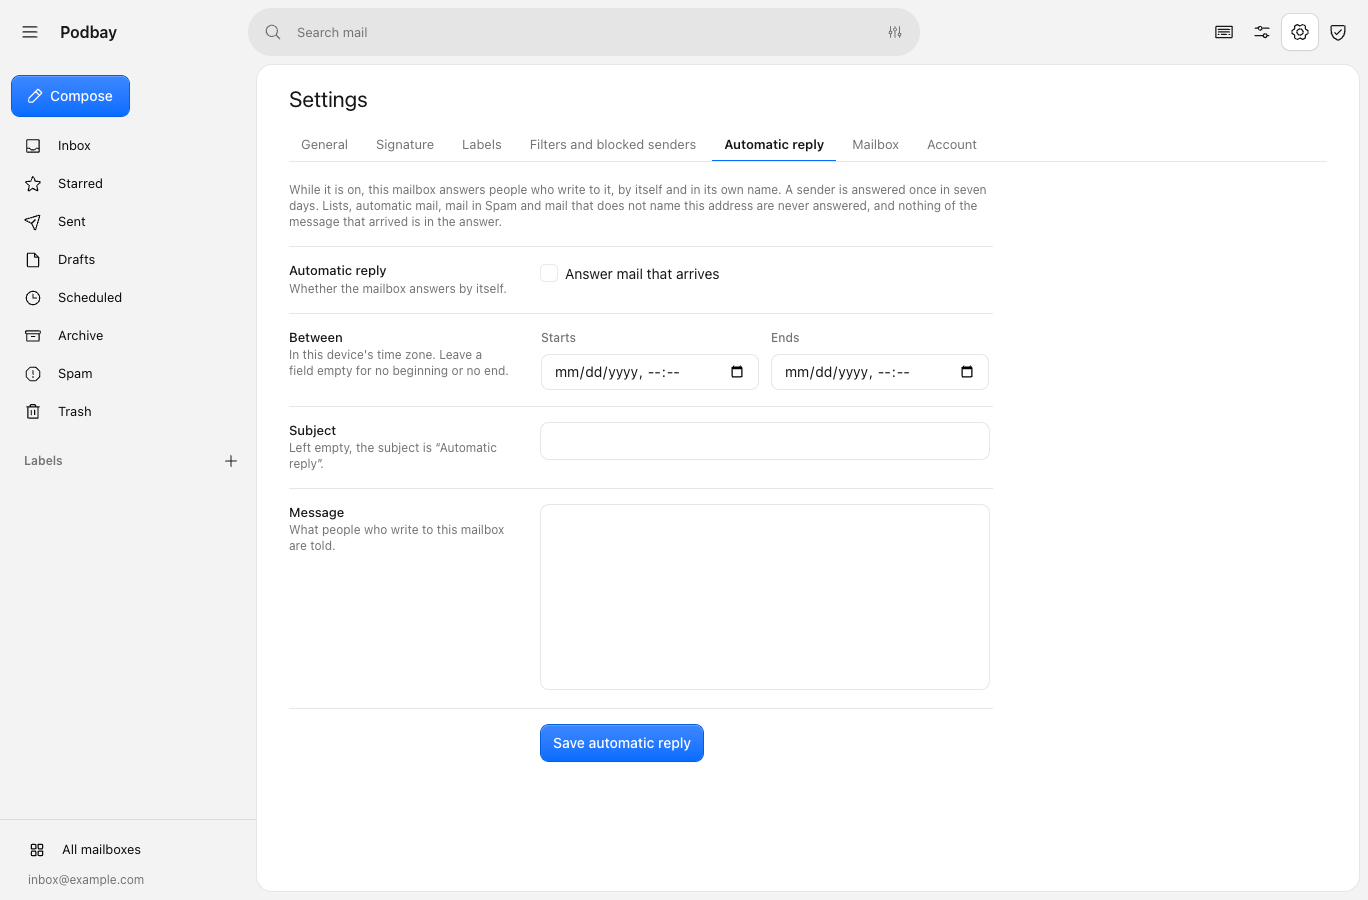 Podbay
Search mail
Compose
Inbox
Starred
Sent
Drafts
Scheduled
Archive
Spam
Trash
Labels
All mailboxes
inbox@example.com
Settings
General
Signature
Labels
Filters and blocked senders
Automatic reply
Mailbox
Account
While it is on, this mailbox answers people who write to it, by itself and in its own name. A sender is answered once in seven
days. Lists, automatic mail, mail in Spam and mail that does not name this address are never answered, and nothing of the
message that arrived is in the answer.
Automatic reply
Whether the mailbox answers by itself.
Answer mail that arrives
Between
In this device's time zone. Leave a
field empty for no beginning or no end.
Starts
mm/dd/yyyy, --:--
Ends
mm/dd/yyyy, --:--
Subject
Left empty, the subject is “Automatic
reply”.
Message
What people who write to this mailbox
are told.
Save automatic reply